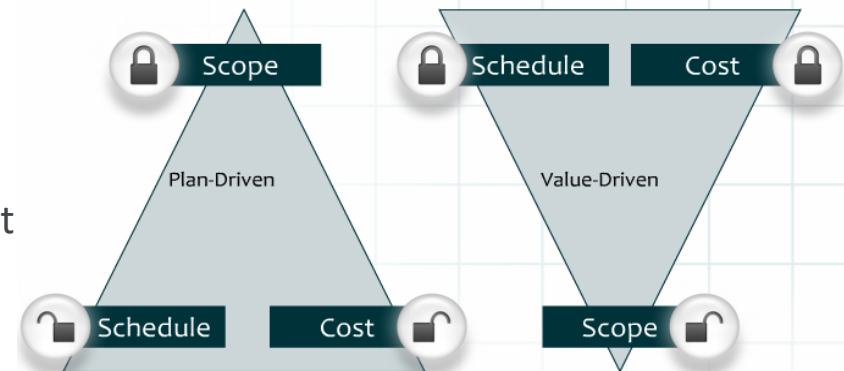 Scope
Schedule
Cost
Plan-Driven
Value-Driven
t
Schedule
Cost
Scope